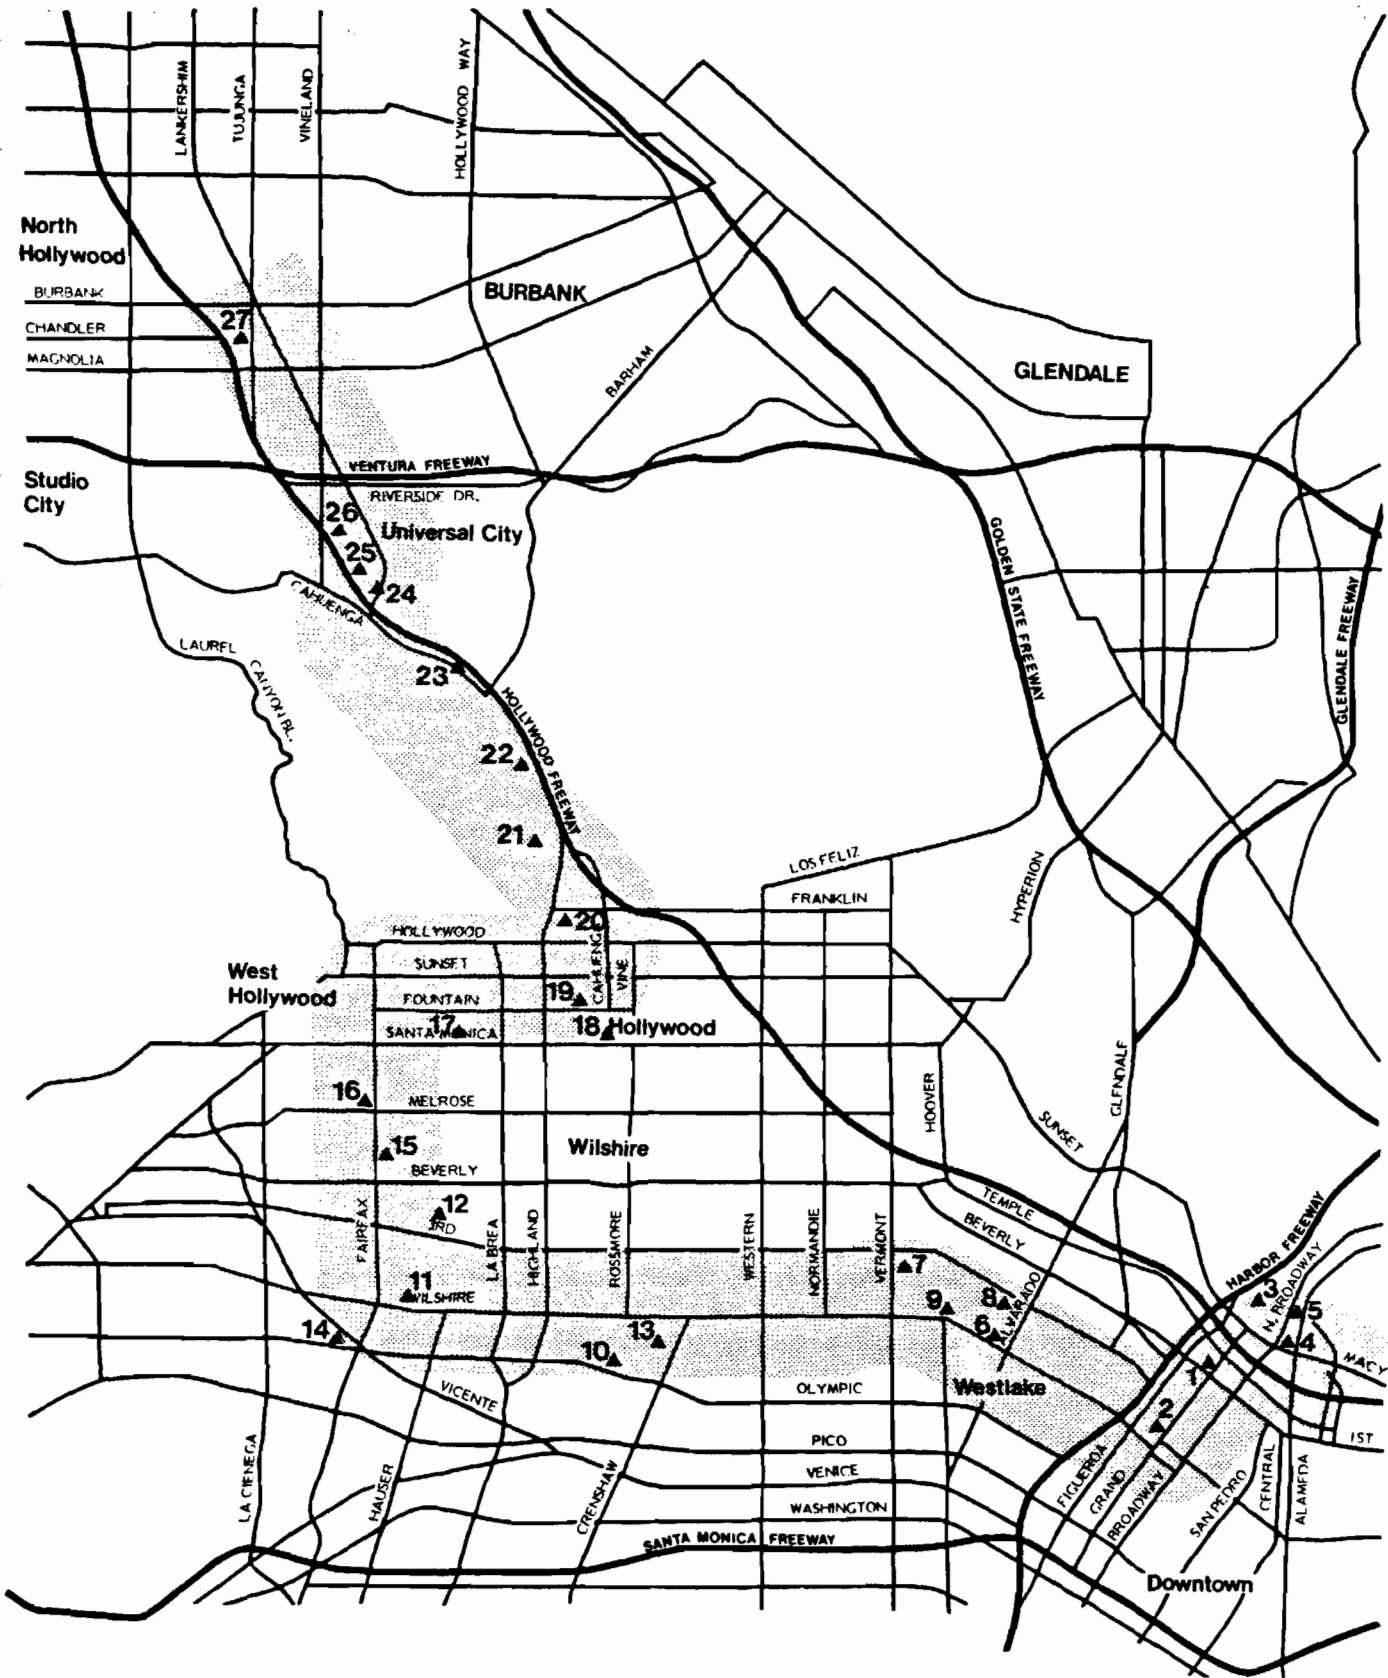 LANKERSHIM
TUJUNGA
VINELAND
HOLLYWOOD WAY
North
Hollywood
BURBANK
BURBANK
CHANDLER
27
MAGNOLIA
BARHAM
GLENDALE
VENTURA FREEWAY
Studio
City
RIVERSIDE DR.
26
Universal City
25
24
CAHUENGA
GOLDEN STATE FREEWAY
GLENDALE FREEWAY
LAUREL CANYON BL.
23
HOLLYWOOD FREEWAY
22
21
LOS FELIZ
HYPERION
FRANKLIN
20
HOLLYWOOD
CAHUENGA
VINE
SUNSET
West
Hollywood
FOUNTAIN
19
SANTA MONICA
17
18
Hollywood
GLENDALE
HOOVER
16
MELROSE
SUNSET
15
Wilshire
BEVERLY
12
3RD
TEMPLE
BEVERLY
FAIRFAX
LA BREA
HIGHLAND
ROSSMORE
WESTERN
NORMANDIE
VERMONT
7
HARBOR FREEWAY
N. BROADWAY
3
11
WILSHIRE
9
8
ALVARADO
5
14
13
6
4
10
1
MACY
VICENTE
OLYMPIC
Westlake
2
PICO
1ST
VENICE
LA CIENEGA
HAUSER
CRENSHAW
WASHINGTON
FIGUEROA
GRAND
BROADWAY
SAN PEDRO
CENTRAL
ALAMEDA
SANTA MONICA FREEWAY
Downtown